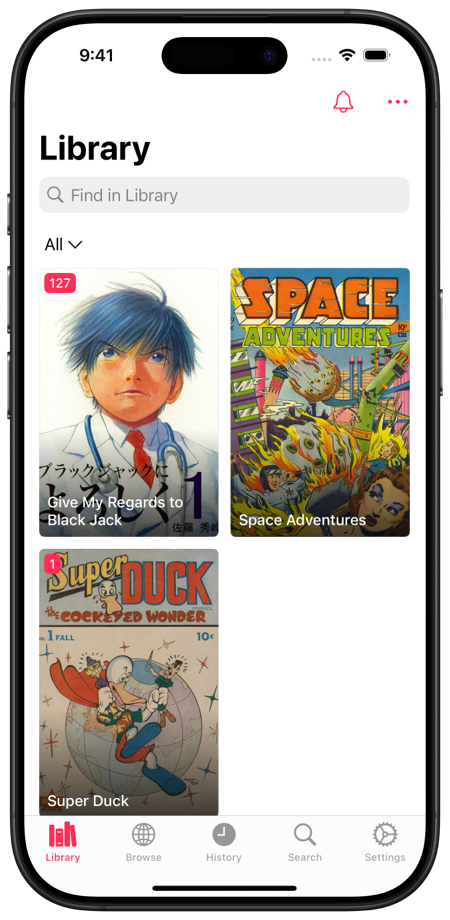 9:41
Library
Find in Library
All
127
ブラックジャックに
よろしく 1
佐藤 秀峰
Give My Regards to
Black Jack
SPACE
ADVENTURES
10¢
Space Adventures
1
Super DUCK
the COCKEYED WONDER
NO. 1 FALL
10¢
Super Duck
Library
Browse
History
Search
Settings